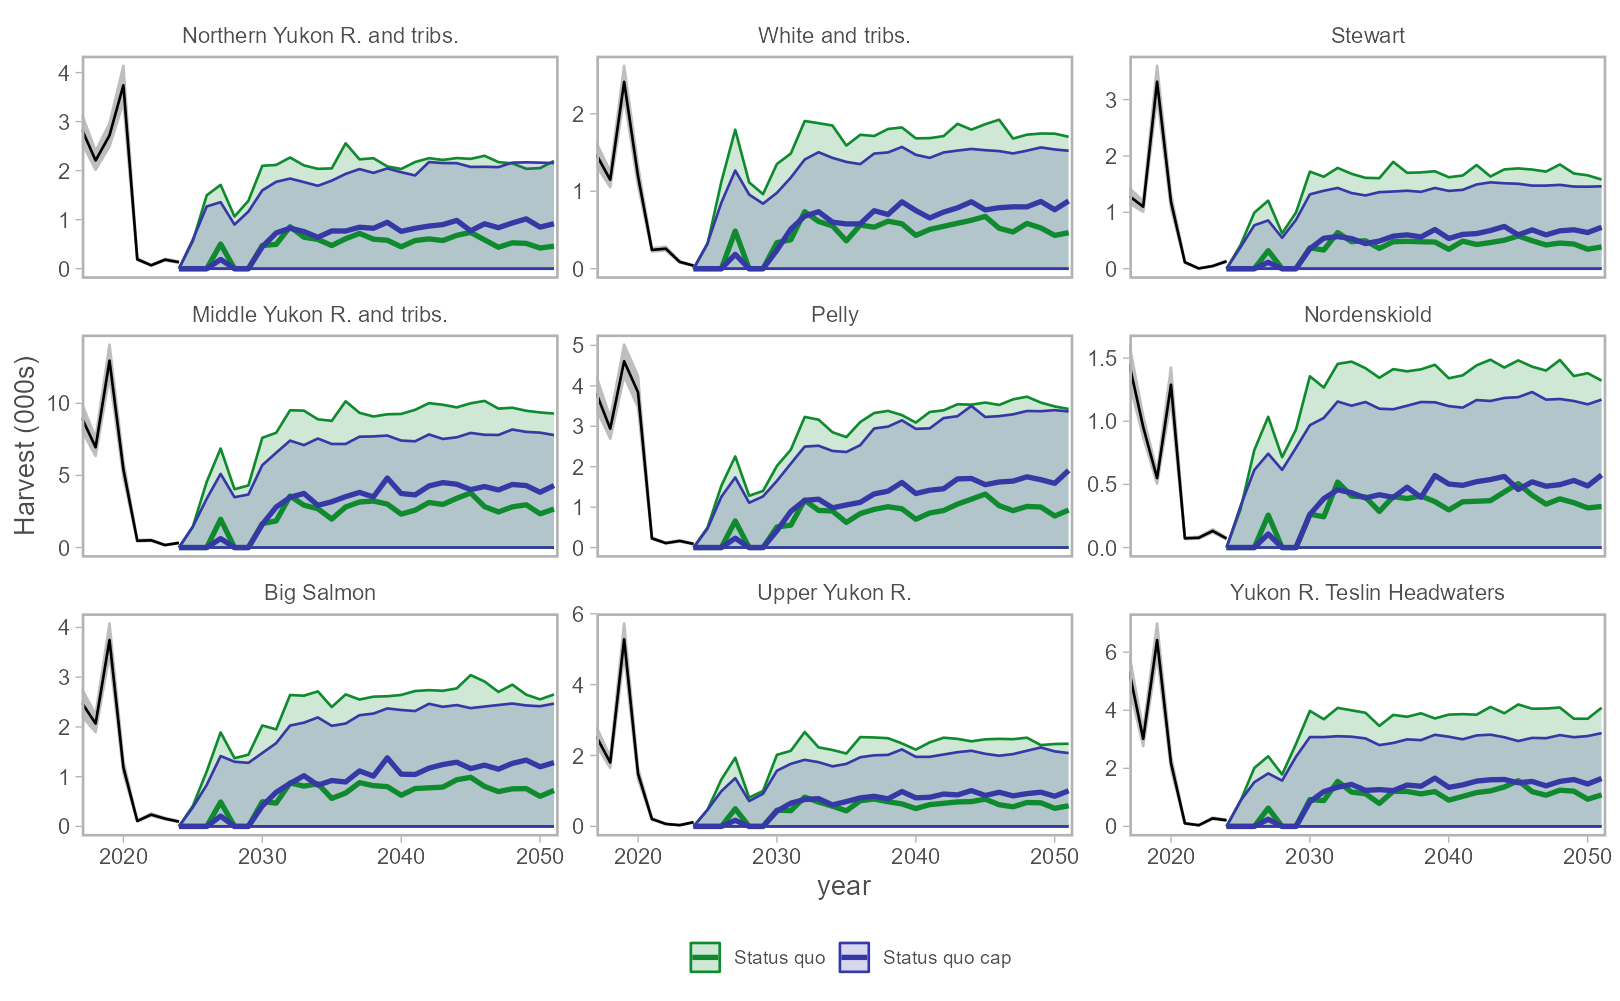 Northern Yukon R. and tribs.
White and tribs.
Stewart
4
3
2
1
0
2
1
0
3
2
1
0
Middle Yukon R. and tribs.
Pelly
Nordenskiold
10
5
0
5
4
3
2
1
0
1.5
1.0
0.5
0.0
Harvest (000s)
Big Salmon
Upper Yukon R.
Yukon R. Teslin Headwaters
4
3
2
1
0
6
4
2
0
6
4
2
0
2020 2030 2040 2050
2020 2030 2040 2050
2020 2030 2040 2050
year
Status quo
Status quo cap